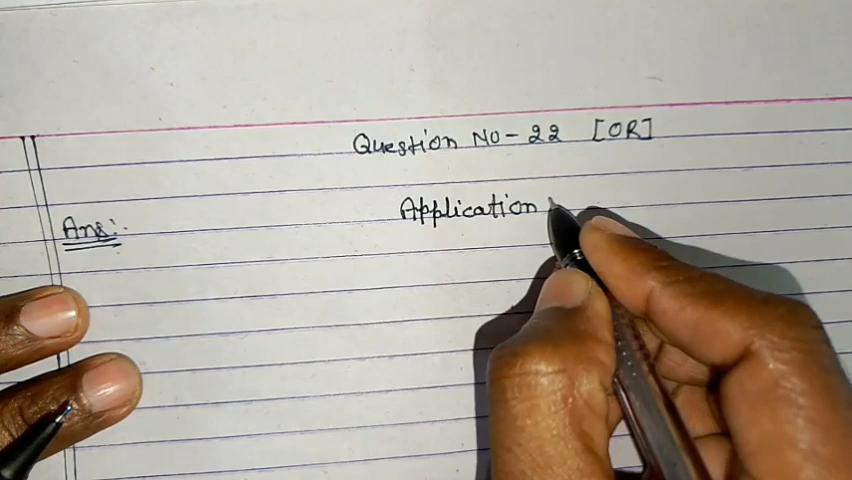 Question No - 22 [OR]
Ans:-
Application